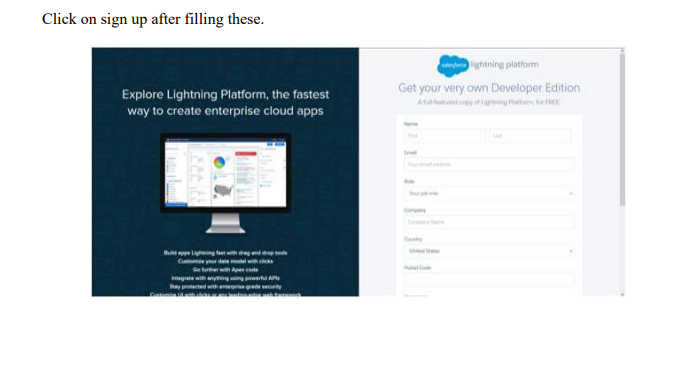 Click on sign up after filling these.
Explore Lightning Platform, the fastest
way to create enterprise cloud apps
Build apps Lightning fast with drag and drop tools
Customize your data model with clicks
Go further with Apex code
Integrate with anything using powerful APIs
Stay protected with enterprise-grade security
Customize UI with clicks or any leading-edge web framework
salesforce lightning platform
Get your very own Developer Edition
A full-featured copy of Lightning Platform, for FREE.
Name
First Last
Email
Your email address
Role
Your job role
Company
Company Name
Country
United States
Postal Code